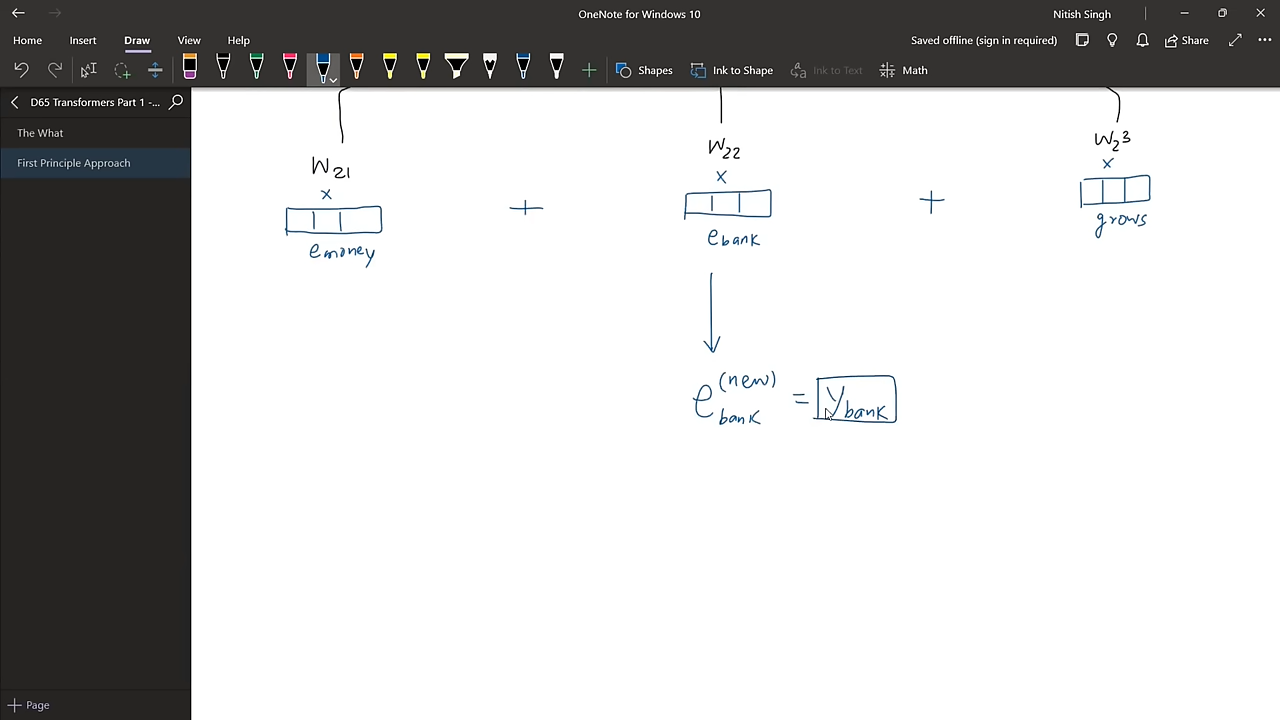 OneNote for Windows 10
Nitish Singh
Home Insert Draw View Help
Saved offline (sign in required)
Share
Shapes
Ink to Shape
Ink to Text
Math
D65 Transformers Part 1 -...
The What
First Principle Approach
W21 W22 W23
x x x
+ +
emoney ebank grows
e(new)bank = ybank
+ Page